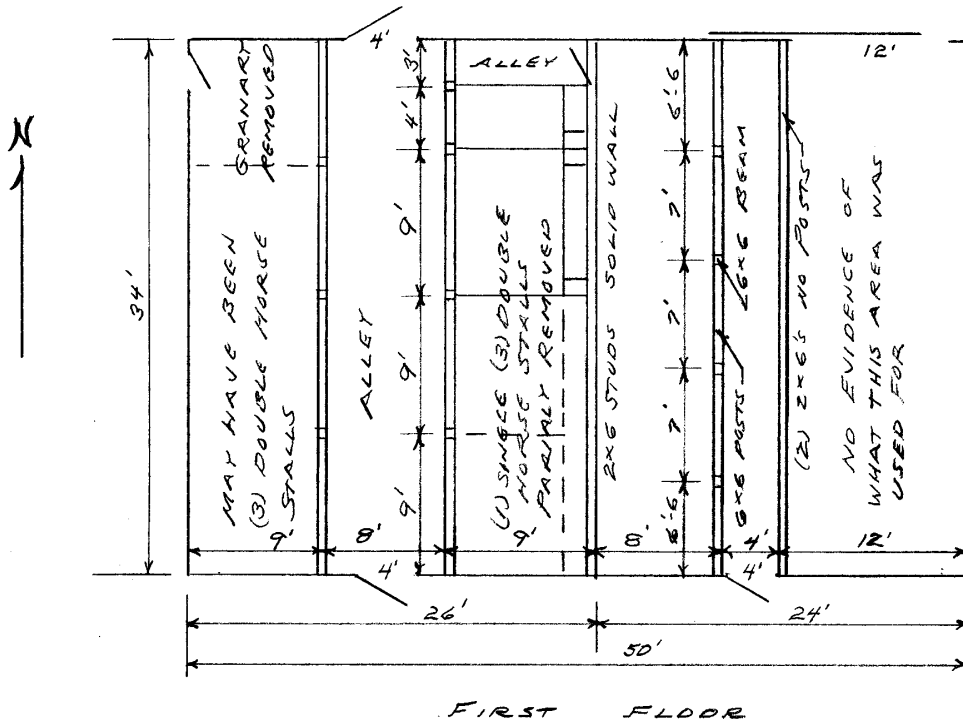 N
34'
GRANARY
REMOVED
MAY HAVE BEEN
(3) DOUBLE HORSE
STALLS
9'
4'
ALLEY
8'
4'
3'
4'
9'
9'
9'
ALLEY
(1) SINGLE (3) DOUBLE
HORSE STALLS
PARIALY REMOVED
9'
2x6 STUDS SOLID WALL
8'
6'-6
7'
7'
7'
6'-6
6x6 POSTS
6x6 BEAM
4'
4'
(2) 2x6's NO POSTS
12'
NO EVIDENCE OF
WHAT THIS AREA WAS
USED FOR
12'
26'
24'
50'
FIRST FLOOR